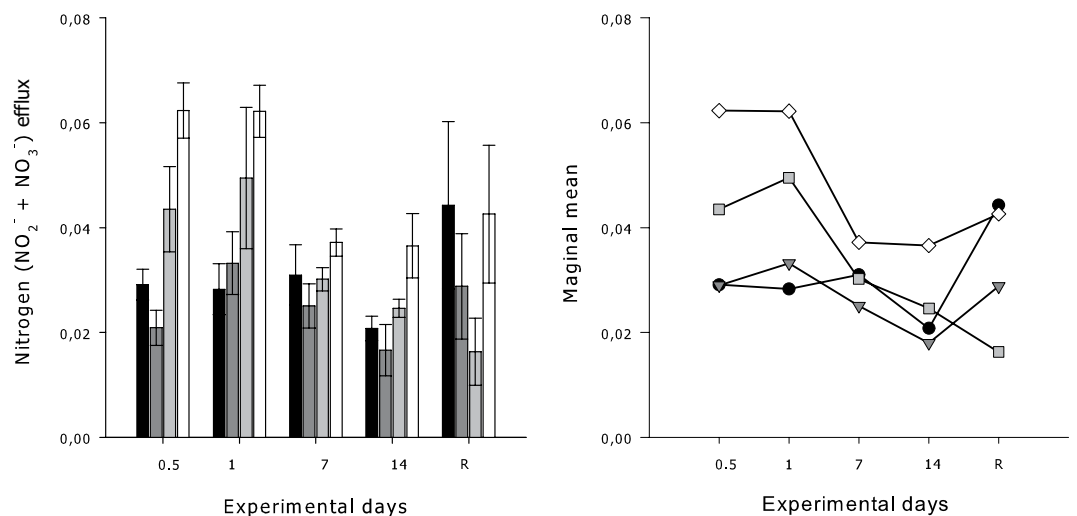 Nitrogen (NO₂⁻ + NO₃⁻) efflux
0,08
0,06
0,04
0,02
0,00
0.5 1 7 14 R
Experimental days
Maginal mean
0,08
0,06
0,04
0,02
0,00
0.5 1 7 14 R
Experimental days